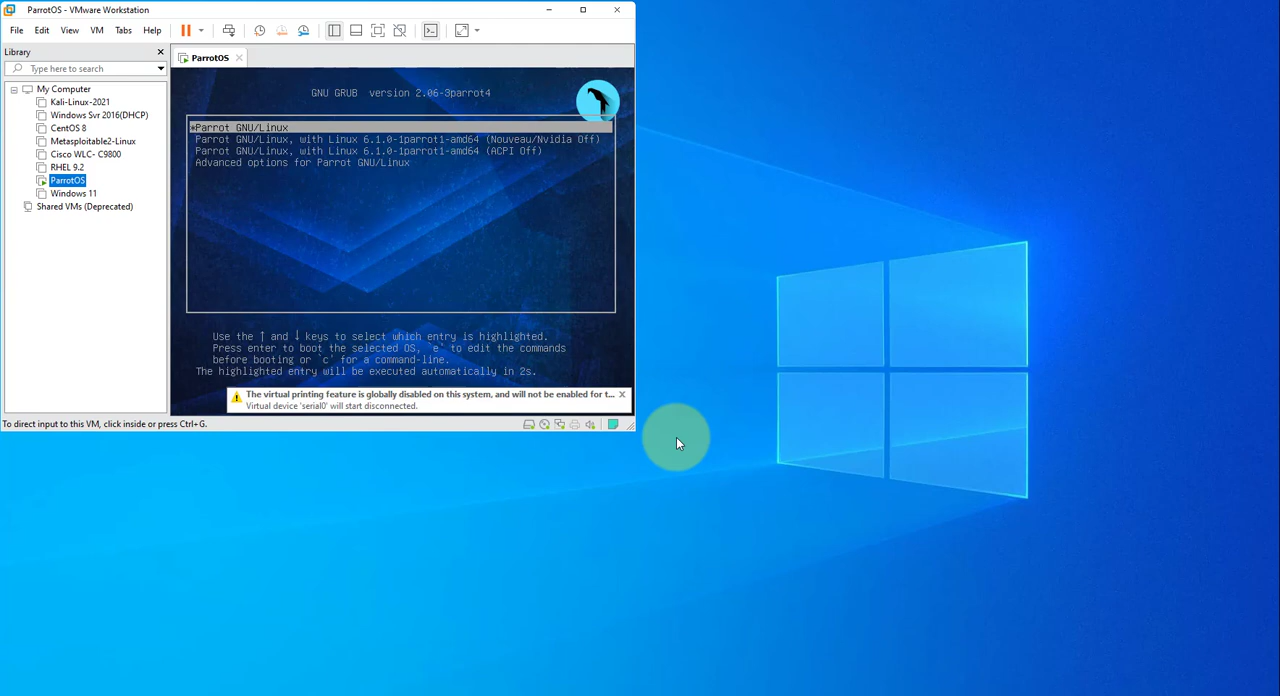 ParrotOS - VMware Workstation
File Edit View VM Tabs Help
Library
Type here to search
My Computer
Kali-Linux-2021
Windows Svr 2016(DHCP)
CentOS 8
Metasploitable2-Linux
Cisco WLC- C9800
RHEL 9.2
ParrotOS
Windows 11
Shared VMs (Deprecated)
ParrotOS
GNU GRUB version 2.06-3parrot4
*Parrot GNU/Linux
Parrot GNU/Linux, with Linux 6.1.0-1parrot1-amd64 (Nouveau/Nvidia Off)
Parrot GNU/Linux, with Linux 6.1.0-1parrot1-amd64 (ACPI Off)
Advanced options for Parrot GNU/Linux
Use the ↑ and ↓ keys to select which entry is highlighted.
Press enter to boot the selected OS, `e' to edit the commands
before booting or `c' for a command-line.
The highlighted entry will be executed automatically in 2s.
The virtual printing feature is globally disabled on this system, and will not be enabled for t...
Virtual device 'serial0' will start disconnected.
To direct input to this VM, click inside or press Ctrl+G.